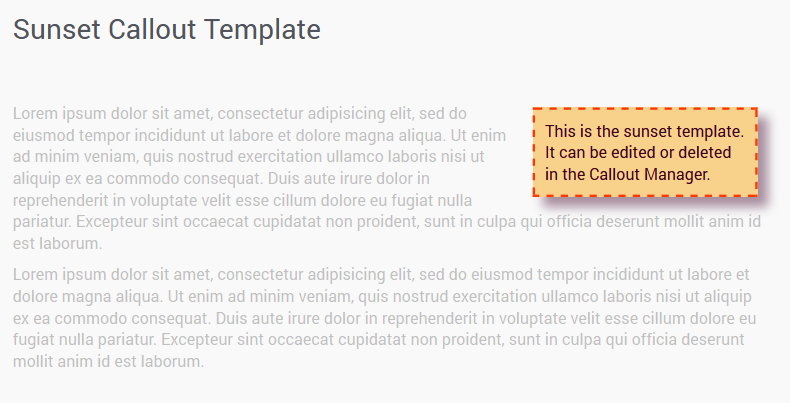 Sunset Callout Template
Lorem ipsum dolor sit amet, consectetur adipisicing elit, sed do
eiusmod tempor incididunt ut labore et dolore magna aliqua. Ut enim
ad minim veniam, quis nostrud exercitation ullamco laboris nisi ut
aliquip ex ea commodo consequat. Duis aute irure dolor in
reprehenderit in voluptate velit esse cillum dolore eu fugiat nulla
pariatur. Excepteur sint occaecat cupidatat non proident, sunt in culpa qui officia deserunt mollit anim id
est laborum.
This is the sunset template.
It can be edited or deleted
in the Callout Manager.
Lorem ipsum dolor sit amet, consectetur adipisicing elit, sed do eiusmod tempor incididunt ut labore et
dolore magna aliqua. Ut enim ad minim veniam, quis nostrud exercitation ullamco laboris nisi ut aliquip
ex ea commodo consequat. Duis aute irure dolor in reprehenderit in voluptate velit esse cillum dolore eu
fugiat nulla pariatur. Excepteur sint occaecat cupidatat non proident, sunt in culpa qui officia deserunt
mollit anim id est laborum.